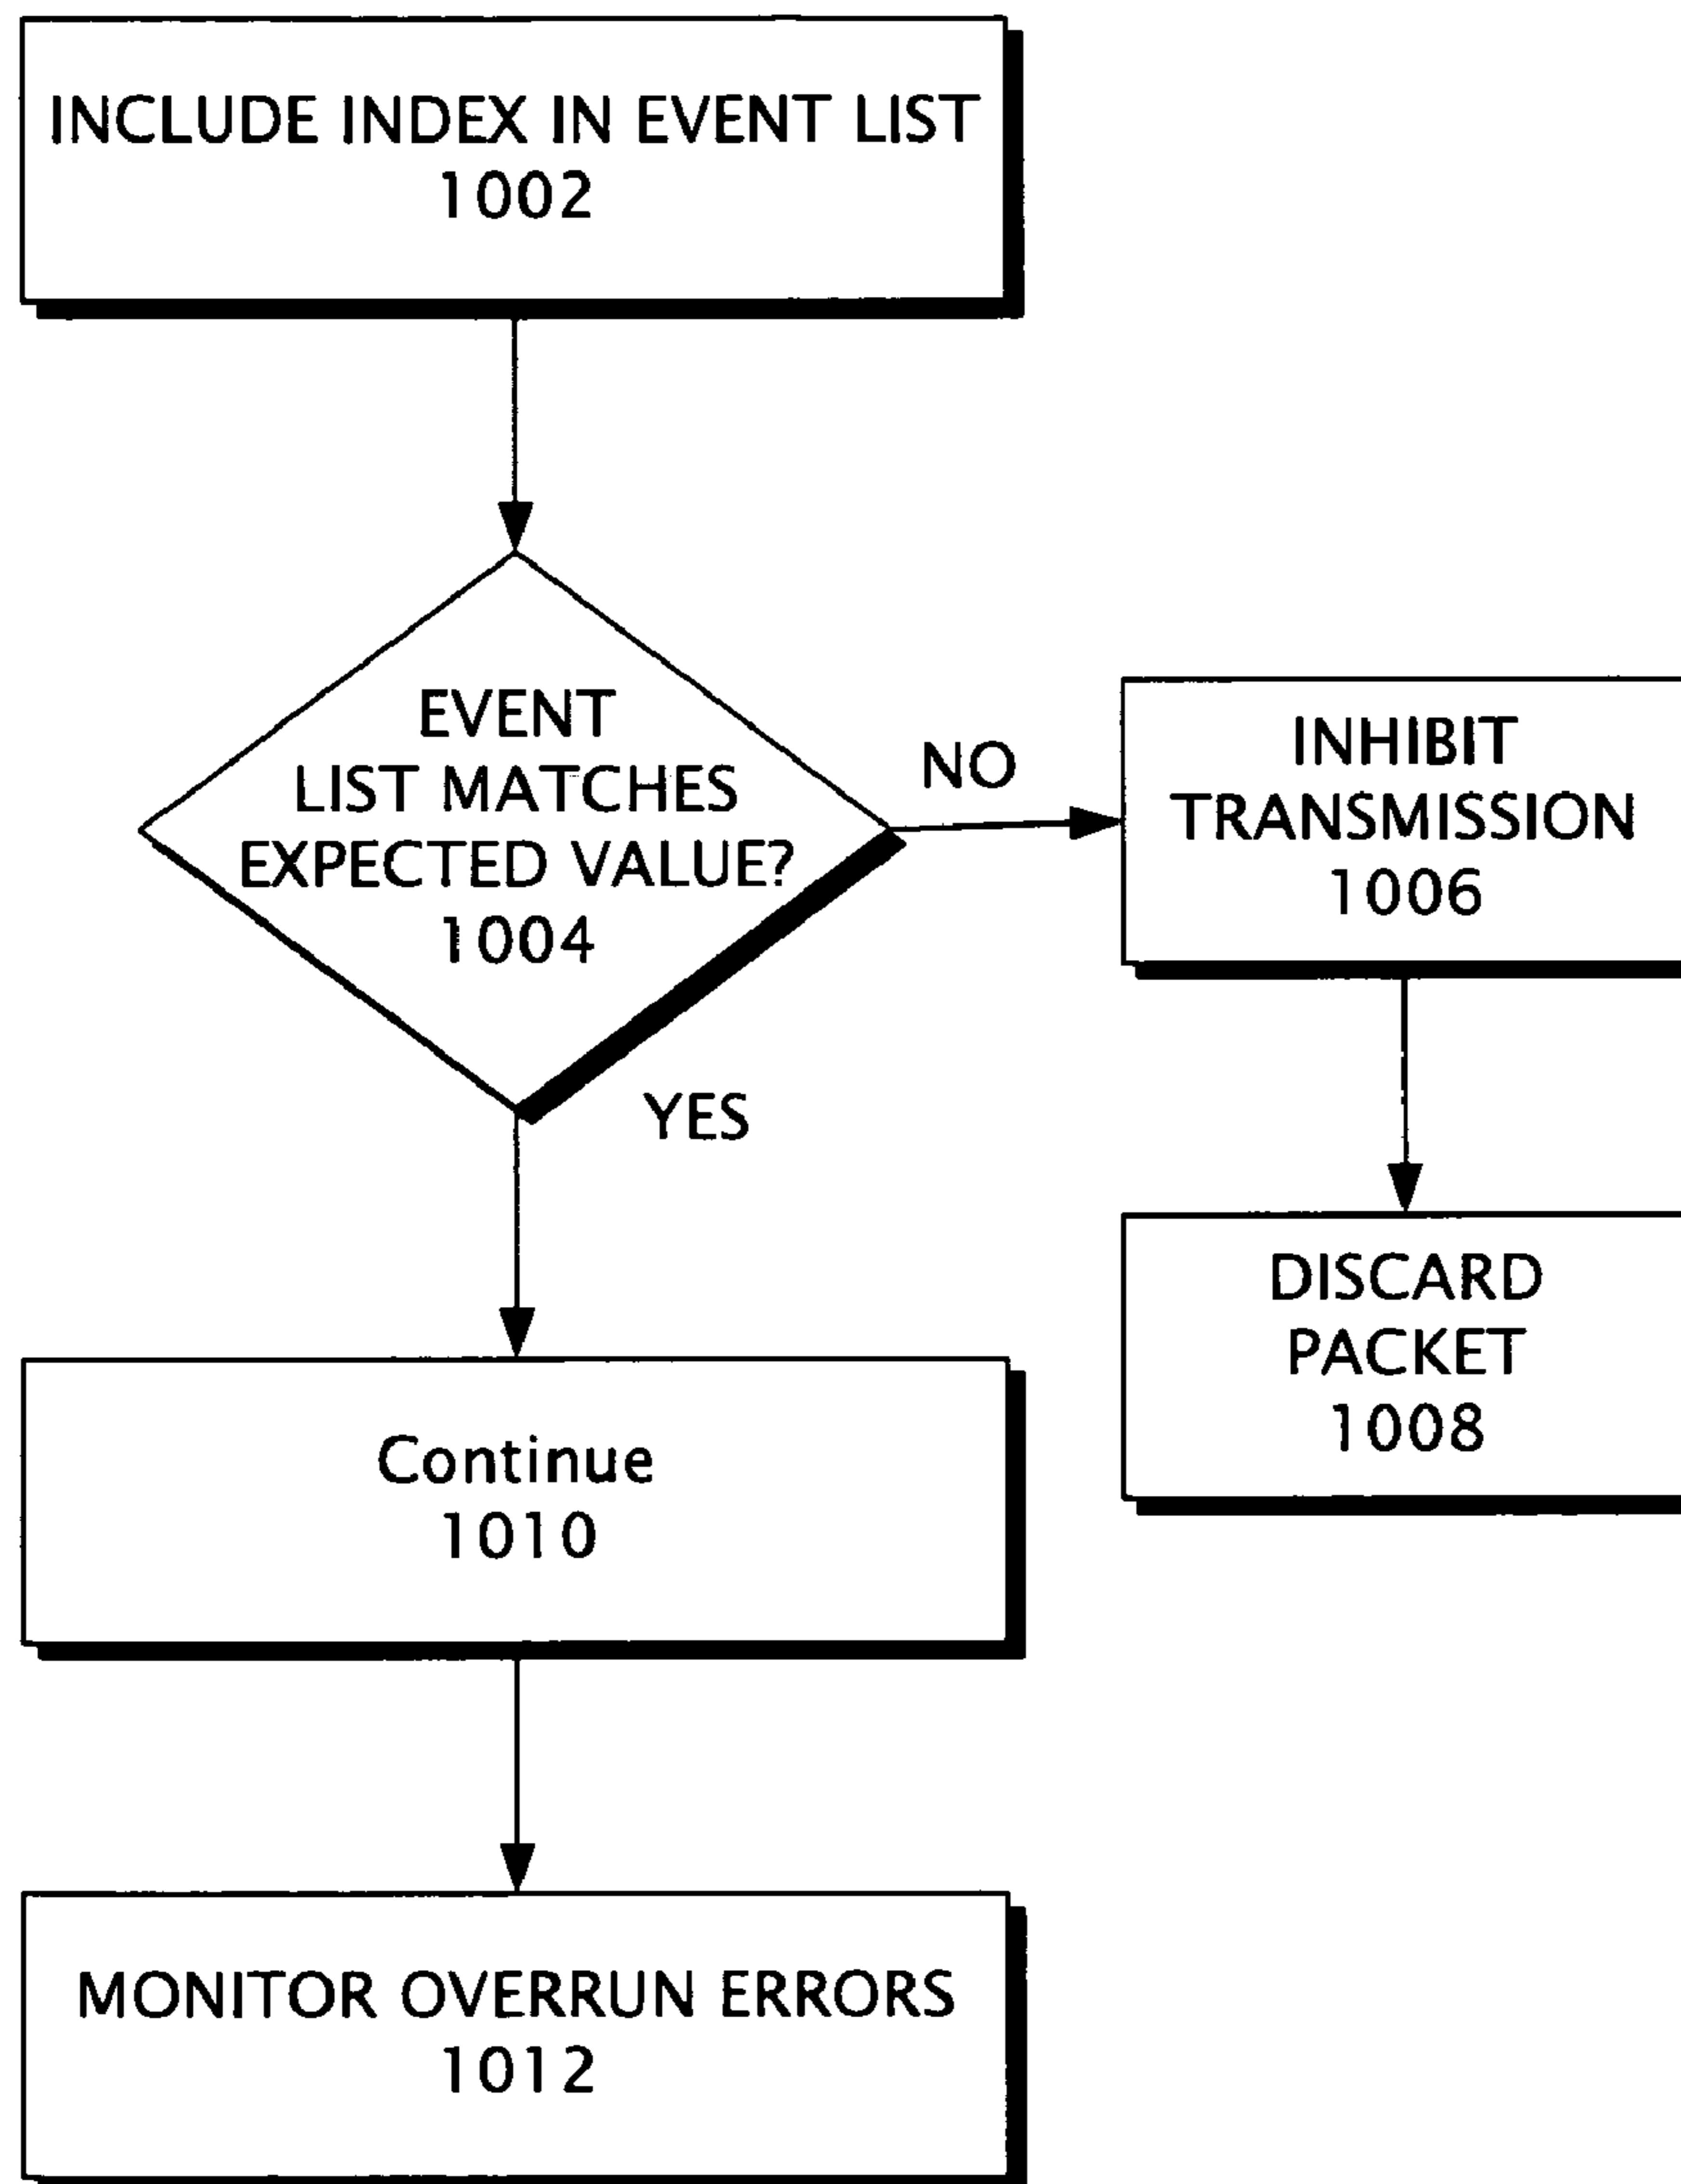 INCLUDE INDEX IN EVENT LIST
1002
EVENT
LIST MATCHES
EXPECTED VALUE?
1004
NO
INHIBIT
TRANSMISSION
1006
YES
DISCARD
PACKET
1008
Continue
1010
MONITOR OVERRUN ERRORS
1012